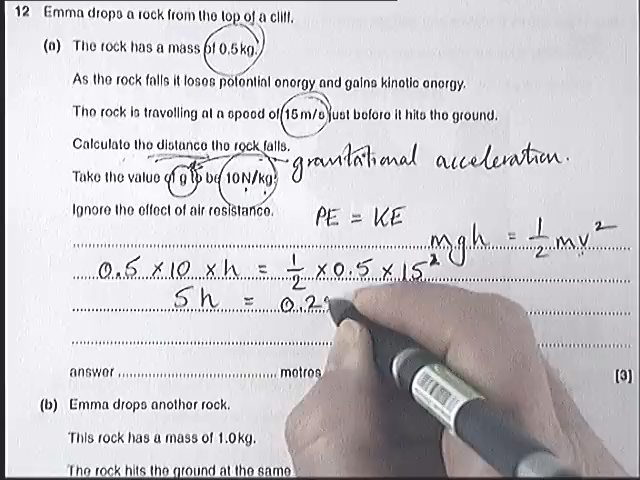 12 Emma drops a rock from the top of a cliff.
(a) The rock has a mass of 0.5 kg.
As the rock falls it loses potential energy and gains kinetic energy.
The rock is travelling at a speed of 15 m/s just before it hits the ground.
Calculate the distance the rock falls.
gravitational acceleration.
Take the value of g to be 10 N/kg.
Ignore the effect of air resistance.
PE = KE
mgh = 1/2 mv²
0.5 × 10 × h = 1/2 × 0.5 × 15²
5h = 0.2
answer .................................... metres
[3]
(b) Emma drops another rock.
This rock has a mass of 1.0 kg.
The rock hits the ground at the same